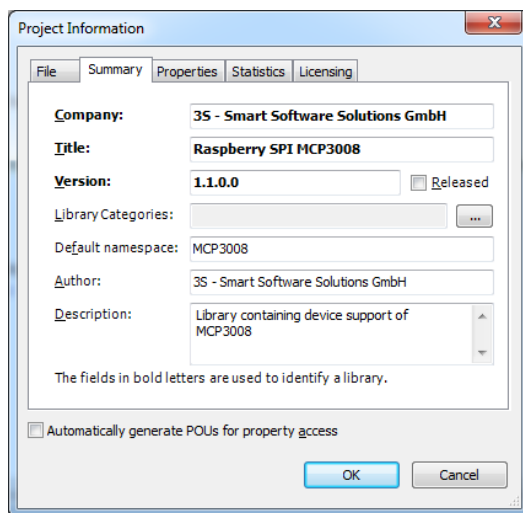 Project Information
File Summary Properties Statistics Licensing
Company: 3S - Smart Software Solutions GmbH
Title: Raspberry SPI MCP3008
Version: 1.1.0.0 Released
Library Categories: ...
Default namespace: MCP3008
Author: 3S - Smart Software Solutions GmbH
Description: Library containing device support of
MCP3008
The fields in bold letters are used to identify a library.
Automatically generate POUs for property access
OK Cancel